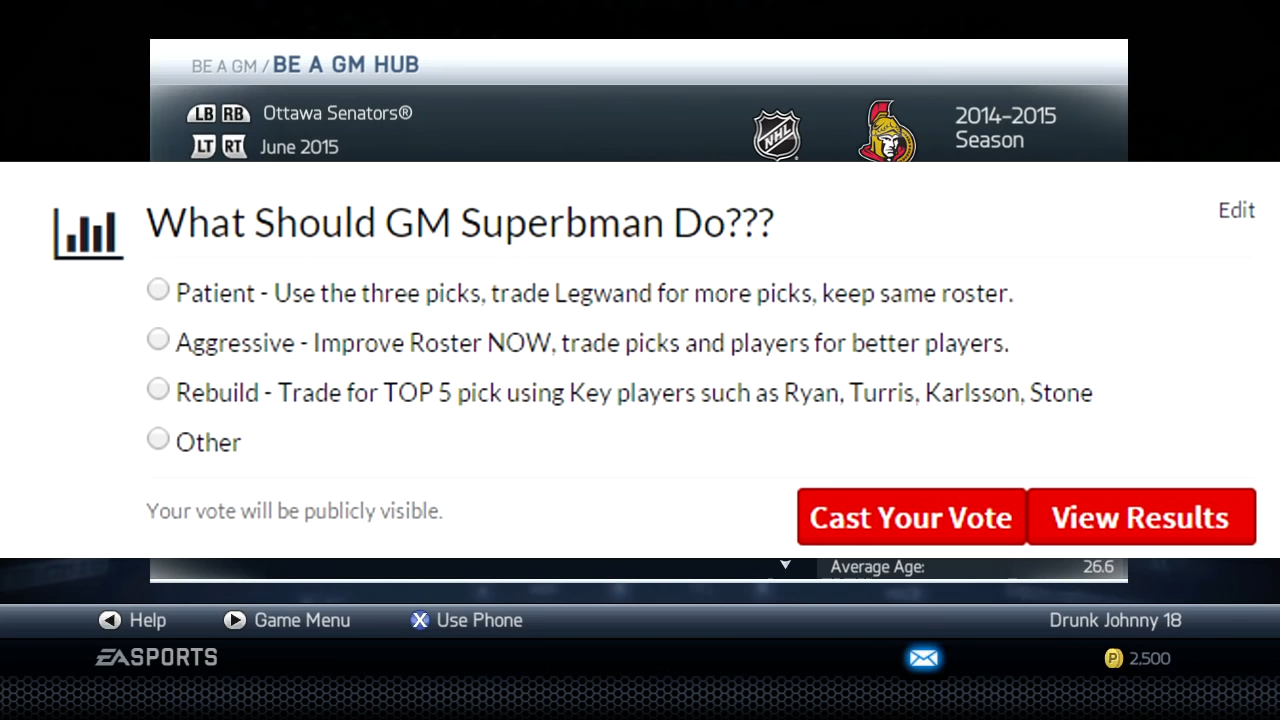 BE A GM / BE A GM HUB
LB RB Ottawa Senators®
LT RT June 2015
NHL
2014-2015
Season
What Should GM Superbman Do???
Edit
Patient - Use the three picks, trade Legwand for more picks, keep same roster.
Aggressive - Improve Roster NOW, trade picks and players for better players.
Rebuild - Trade for TOP 5 pick using Key players such as Ryan, Turris, Karlsson, Stone
Other
Your vote will be publicly visible.
Cast Your Vote
View Results
Average Age: 26.6
Help
Game Menu
X Use Phone
Drunk Johnny 18
EA SPORTS
P 2,500